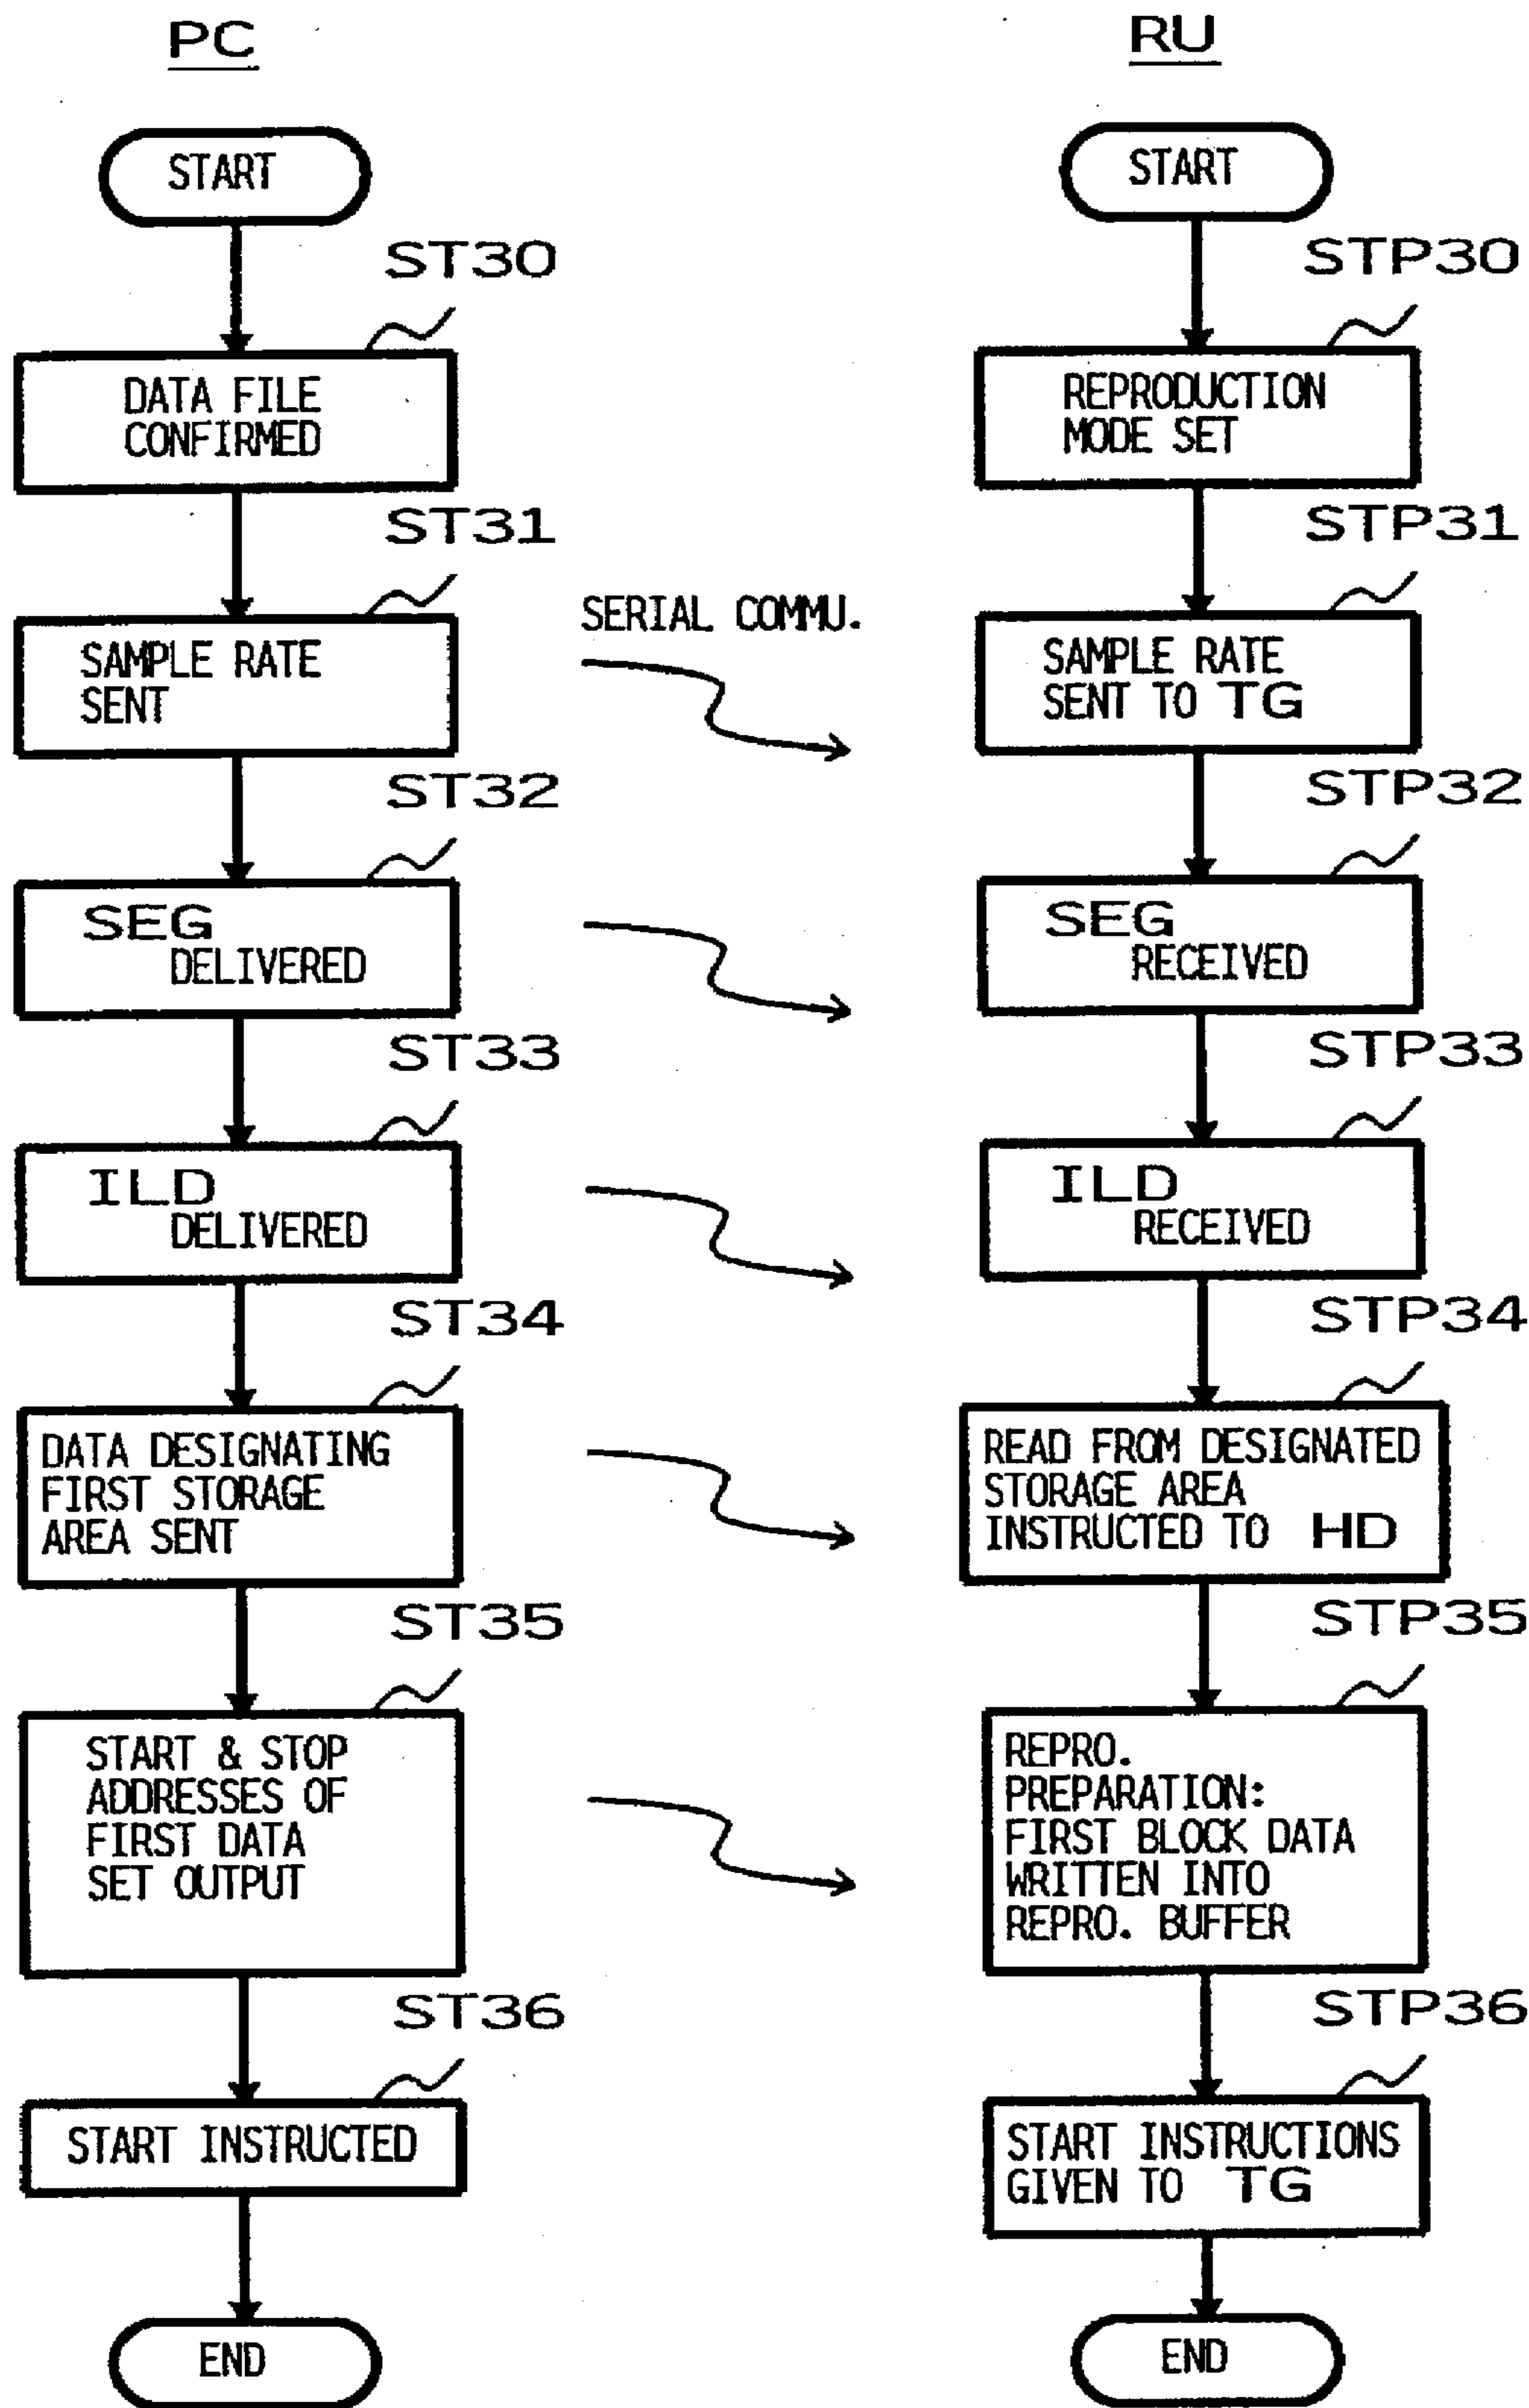 PC
START
ST30
DATA FILE
CONFIRMED
ST31
SAMPLE RATE
SENT
ST32
SEG
DELIVERED
ST33
ILD
DELIVERED
ST34
DATA DESIGNATING
FIRST STORAGE
AREA SENT
ST35
START & STOP
ADDRESSES OF
FIRST DATA
SET OUTPUT
ST36
START INSTRUCTED
END
SERIAL COMMU.
RU
START
STP30
REPRODUCTION
MODE SET
STP31
SAMPLE RATE
SENT TO TG
STP32
SEG
RECEIVED
STP33
ILD
RECEIVED
STP34
READ FROM DESIGNATED
STORAGE AREA
INSTRUCTED TO HD
STP35
REPRO.
PREPARATION:
FIRST BLOCK DATA
WRITTEN INTO
REPRO. BUFFER
STP36
START INSTRUCTIONS
GIVEN TO TG
END